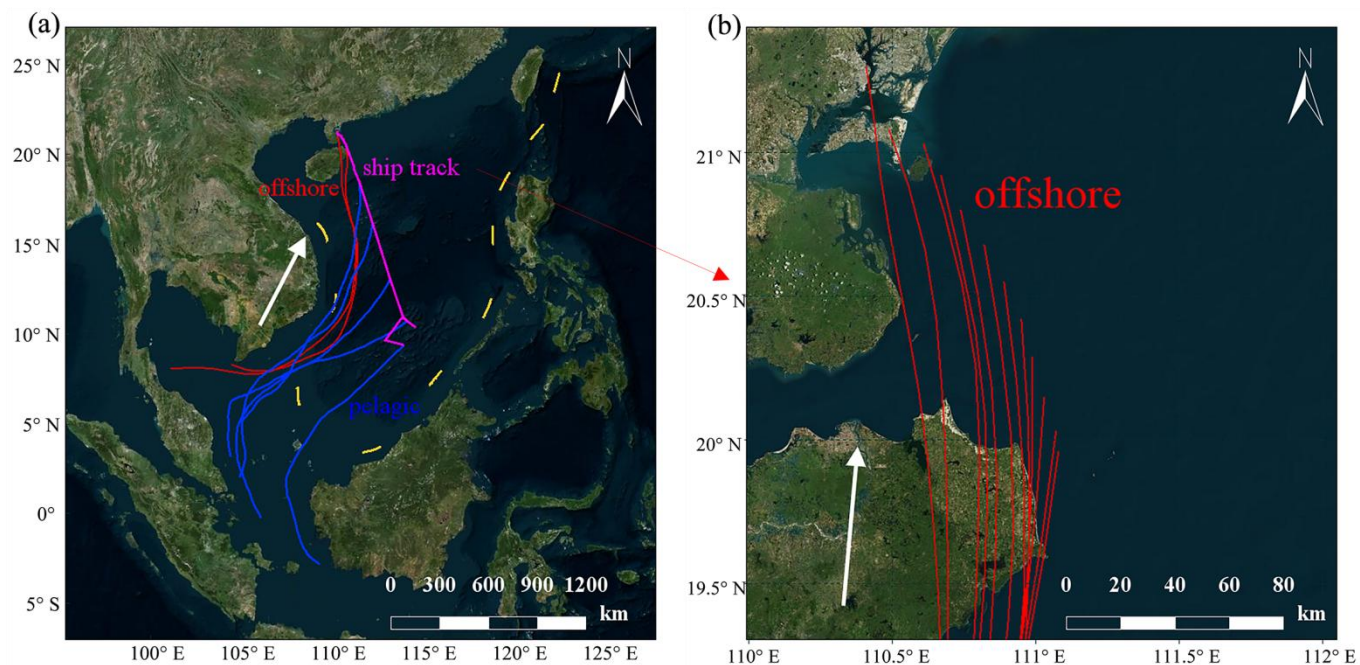 (a)
(b)
N
N
25° N
20° N
15° N
10° N
5° N
0°
5° S
ship track
offshore
pelagic
0 300 600 900 1200
km
100° E 105° E 110° E 115° E 120° E 125° E
21° N
20.5° N
20° N
19.5° N
offshore
0 20 40 60 80
km
110° E 110.5° E 111° E 111.5° E 112° E